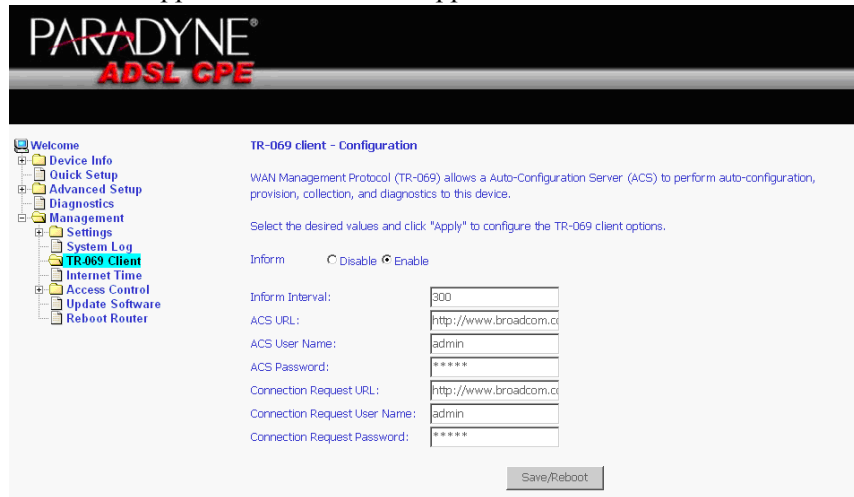 PARADYNE®
ADSL CPE
Welcome
Device Info
Quick Setup
Advanced Setup
Diagnostics
Management
Settings
System Log
TR-069 Client
Internet Time
Access Control
Update Software
Reboot Router
TR-069 client - Configuration
WAN Management Protocol (TR-069) allows a Auto-Configuration Server (ACS) to perform auto-configuration,
provision, collection, and diagnostics to this device.
Select the desired values and click "Apply" to configure the TR-069 client options.
Inform Disable Enable
Inform Interval: 300
ACS URL: http://www.broadcom.co
ACS User Name: admin
ACS Password: *****
Connection Request URL: http://www.broadcom.co
Connection Request User Name: admin
Connection Request Password: *****
Save/Reboot